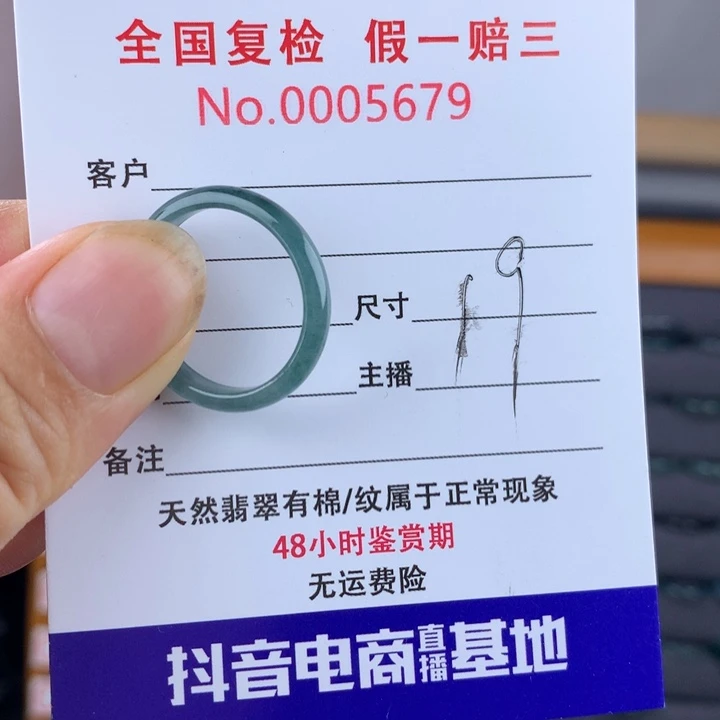 全国复检 假一赔三
No.0005679
客户
尺寸 19
主播
备注
天然翡翠有棉/纹属于正常现象
48小时鉴赏期
无运费险
抖音电商直播基地